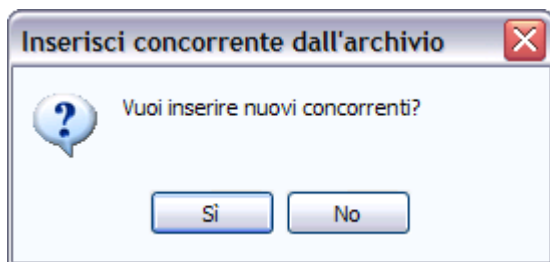 Inserisci concorrente dall'archivio
Vuoi inserire nuovi concorrenti?
Sì
No